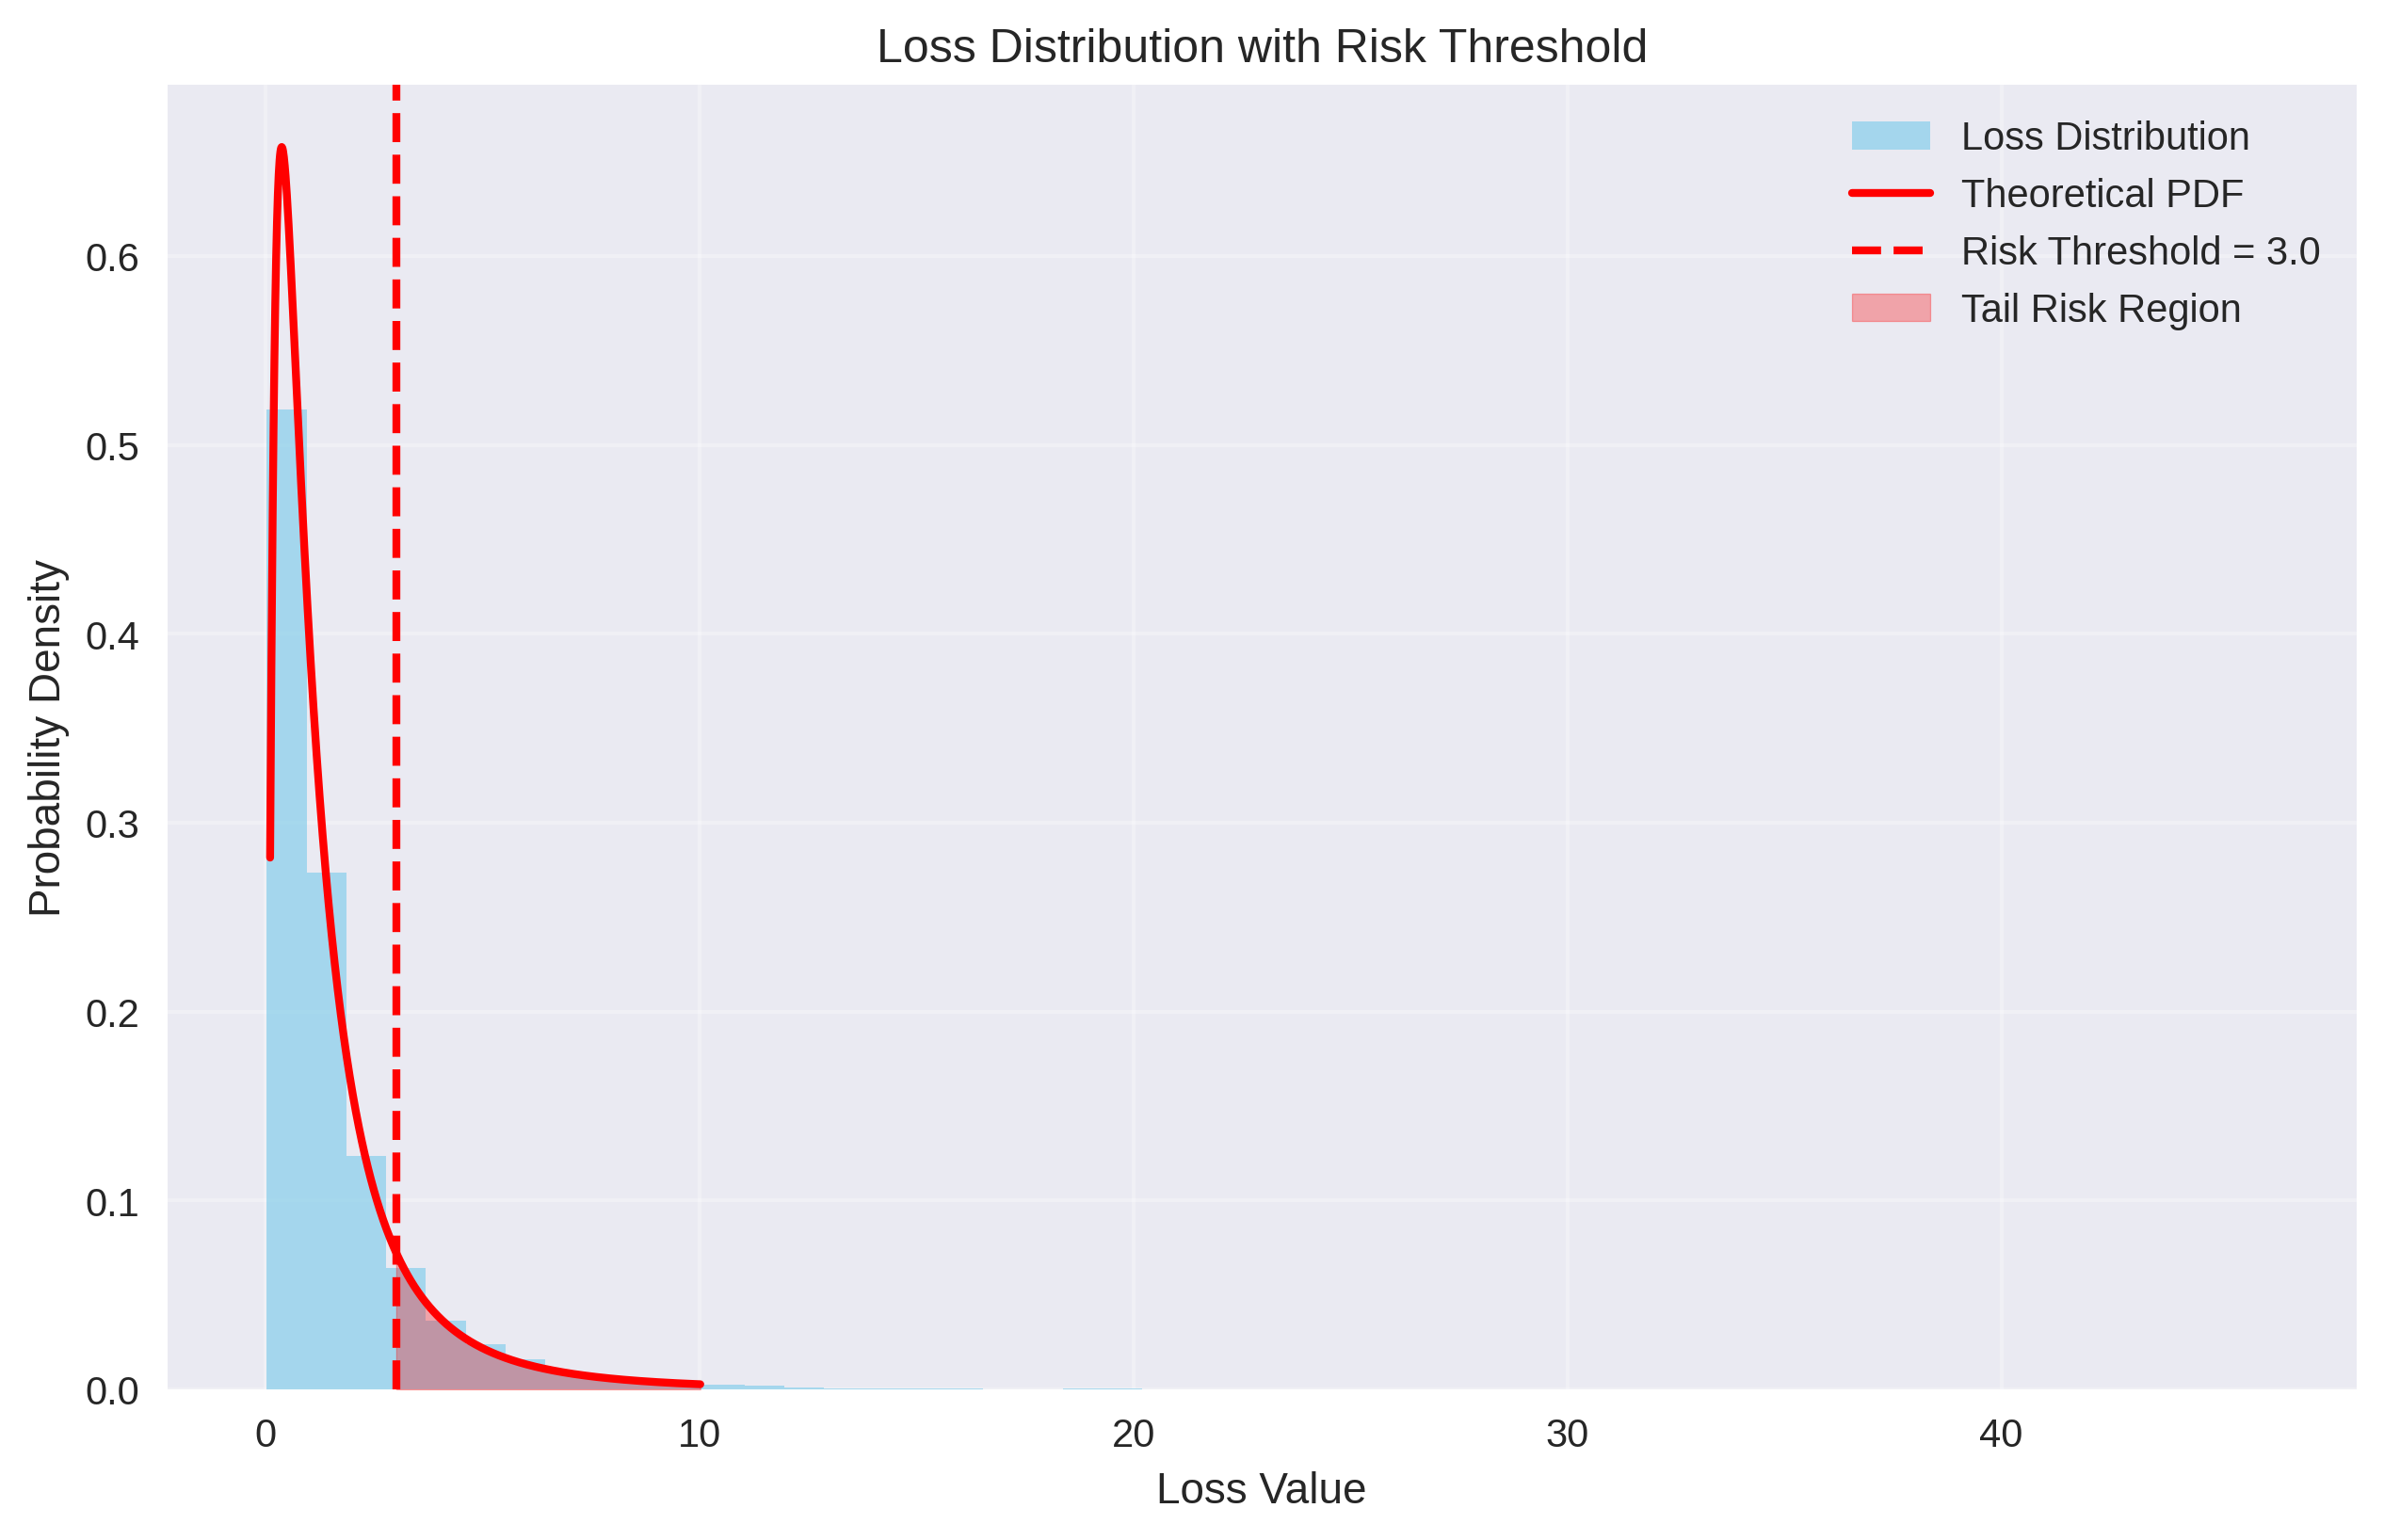 Loss Distribution with Risk Threshold
Loss Distribution
Theoretical PDF
Risk Threshold = 3.0
Tail Risk Region
Probability Density
0.6
0.5
0.4
0.3
0.2
0.1
0.0
0 10 20 30 40
Loss Value